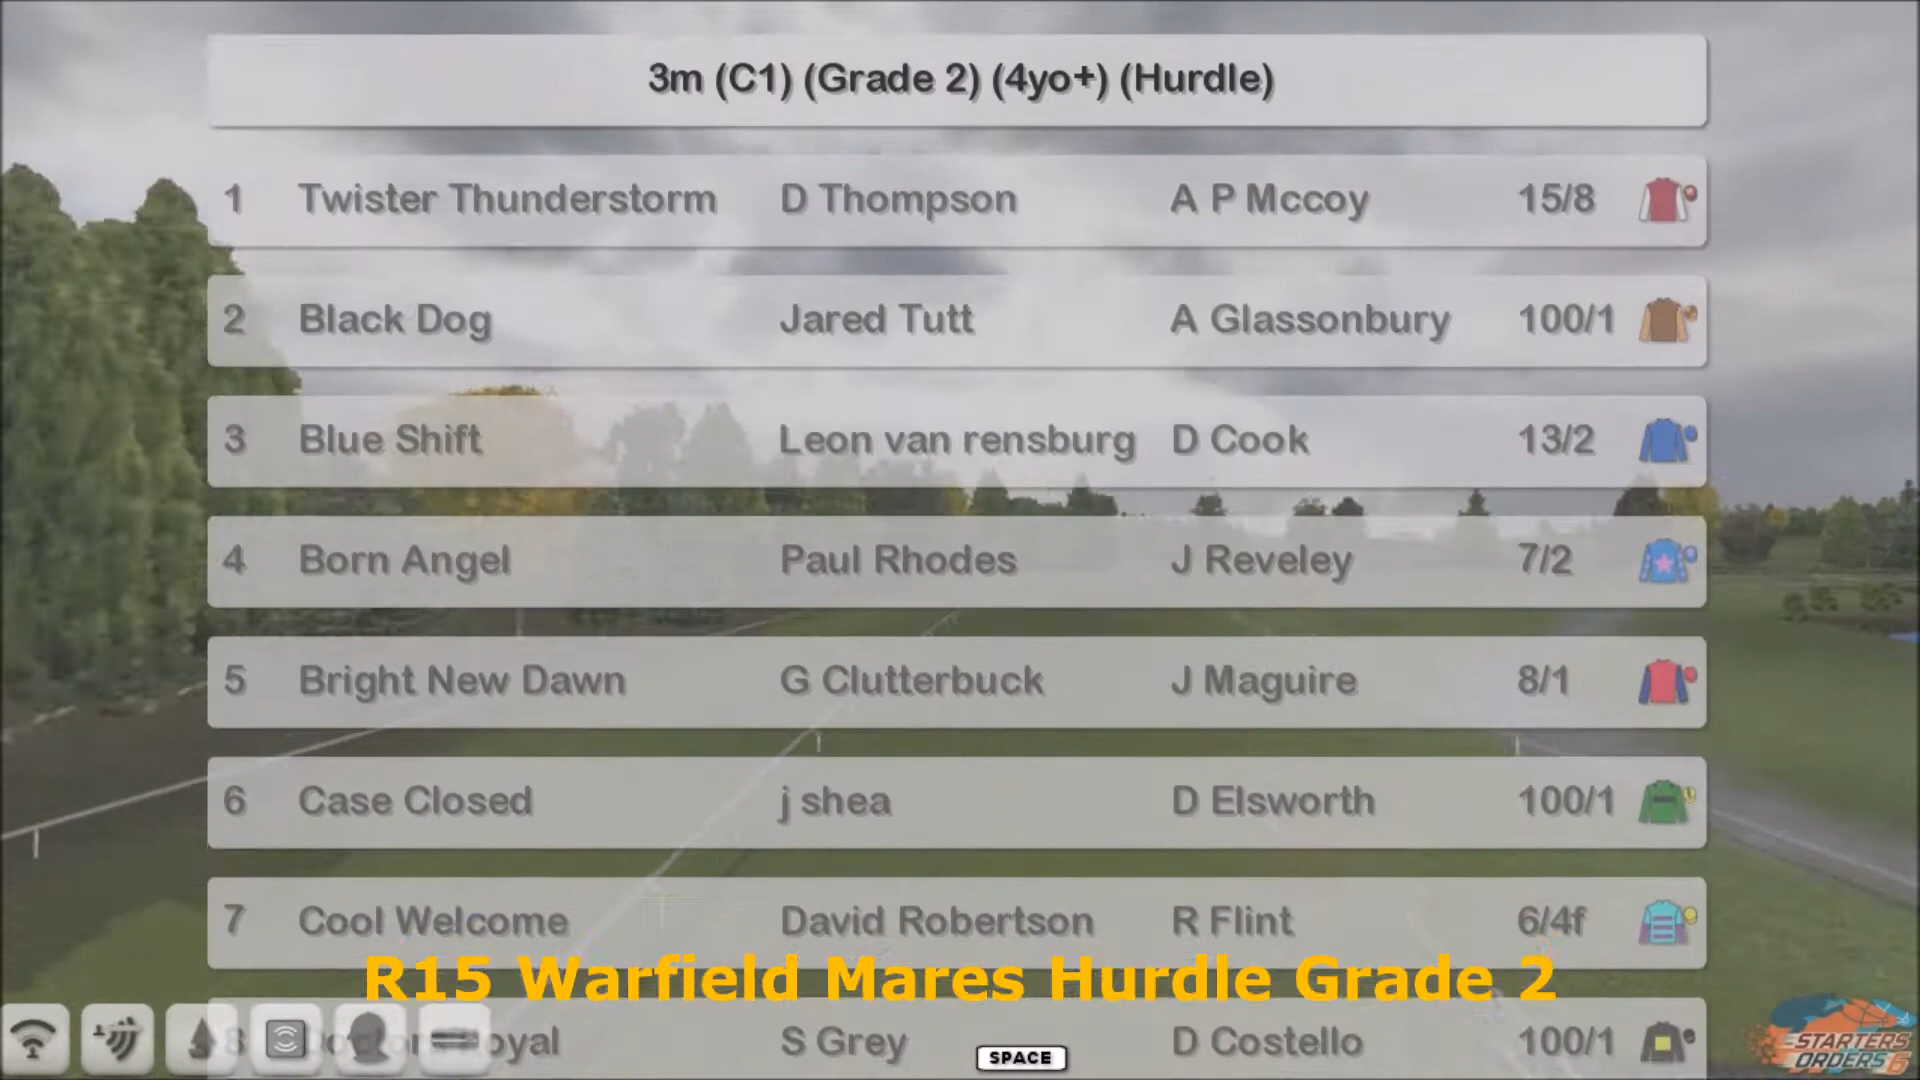 3m (C1) (Grade 2) (4yo+) (Hurdle)
1 Twister Thunderstorm D Thompson A P Mccoy 15/8
2 Black Dog Jared Tutt A Glassonbury 100/1
3 Blue Shift Leon van rensburg D Cook 13/2
4 Born Angel Paul Rhodes J Reveley 7/2
5 Bright New Dawn G Clutterbuck J Maguire 8/1
6 Case Closed j shea D Elsworth 100/1
7 Cool Welcome David Robertson R Flint 6/4f
R15 Warfield Mares Hurdle Grade 2
8 S Grey D Costello 100/1
SPACE
STARTERS
ORDERS 6